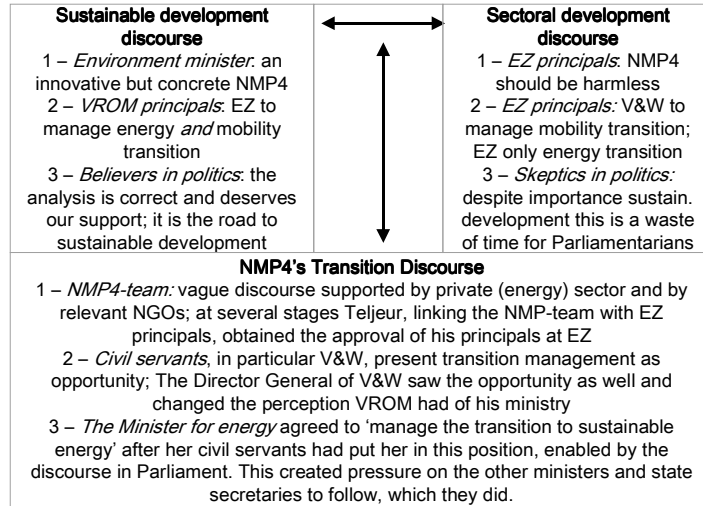 Sustainable development
discourse
1 – Environment minister: an
innovative but concrete NMP4
2 – VROM principals: EZ to
manage energy and mobility
transition
3 – Believers in politics: the
analysis is correct and deserves
our support; it is the road to
sustainable development
Sectoral development
discourse
1 – EZ principals: NMP4
should be harmless
2 – EZ principals: V&W to
manage mobility transition;
EZ only energy transition
3 – Skeptics in politics:
despite importance sustain.
development this is a waste
of time for Parliamentarians
NMP4's Transition Discourse
1 – NMP4-team: vague discourse supported by private (energy) sector and by
relevant NGOs; at several stages Teljeur, linking the NMP-team with EZ
principals, obtained the approval of his principals at EZ
2 – Civil servants, in particular V&W, present transition management as
opportunity; The Director General of V&W saw the opportunity as well and
changed the perception VROM had of his ministry
3 – The Minister for energy agreed to 'manage the transition to sustainable
energy' after her civil servants had put her in this position, enabled by the
discourse in Parliament. This created pressure on the other ministers and state
secretaries to follow, which they did.